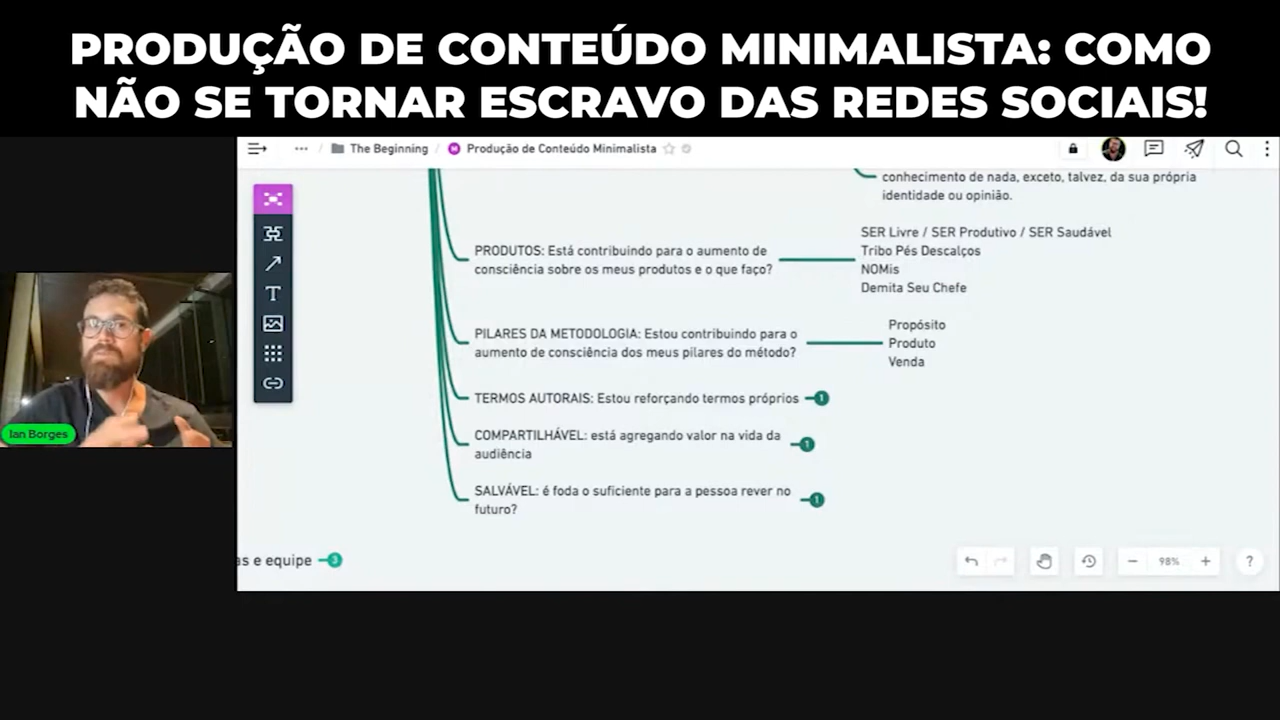 PRODUÇÃO DE CONTEÚDO MINIMALISTA: COMO
NÃO SE TORNAR ESCRAVO DAS REDES SOCIAIS!
... / The Beginning / M Produção de Conteúdo Minimalista
conhecimento de nada, exceto, talvez, da sua própria
identidade ou opinião.
PRODUTOS: Está contribuindo para o aumento de
consciência sobre os meus produtos e o que faço?
SER Livre / SER Produtivo / SER Saudável
Tribo Pés Descalços
NOMis
Demita Seu Chefe
PILARES DA METODOLOGIA: Estou contribuindo para o
aumento de consciência dos meus pilares do método?
Propósito
Produto
Venda
TERMOS AUTORAIS: Estou reforçando termos próprios 1
COMPARTILHÁVEL: está agregando valor na vida da
audiência 1
SALVÁVEL: é foda o suficiente para a pessoa rever no
futuro? 1
Ian Borges
as e equipe 3
98%
?